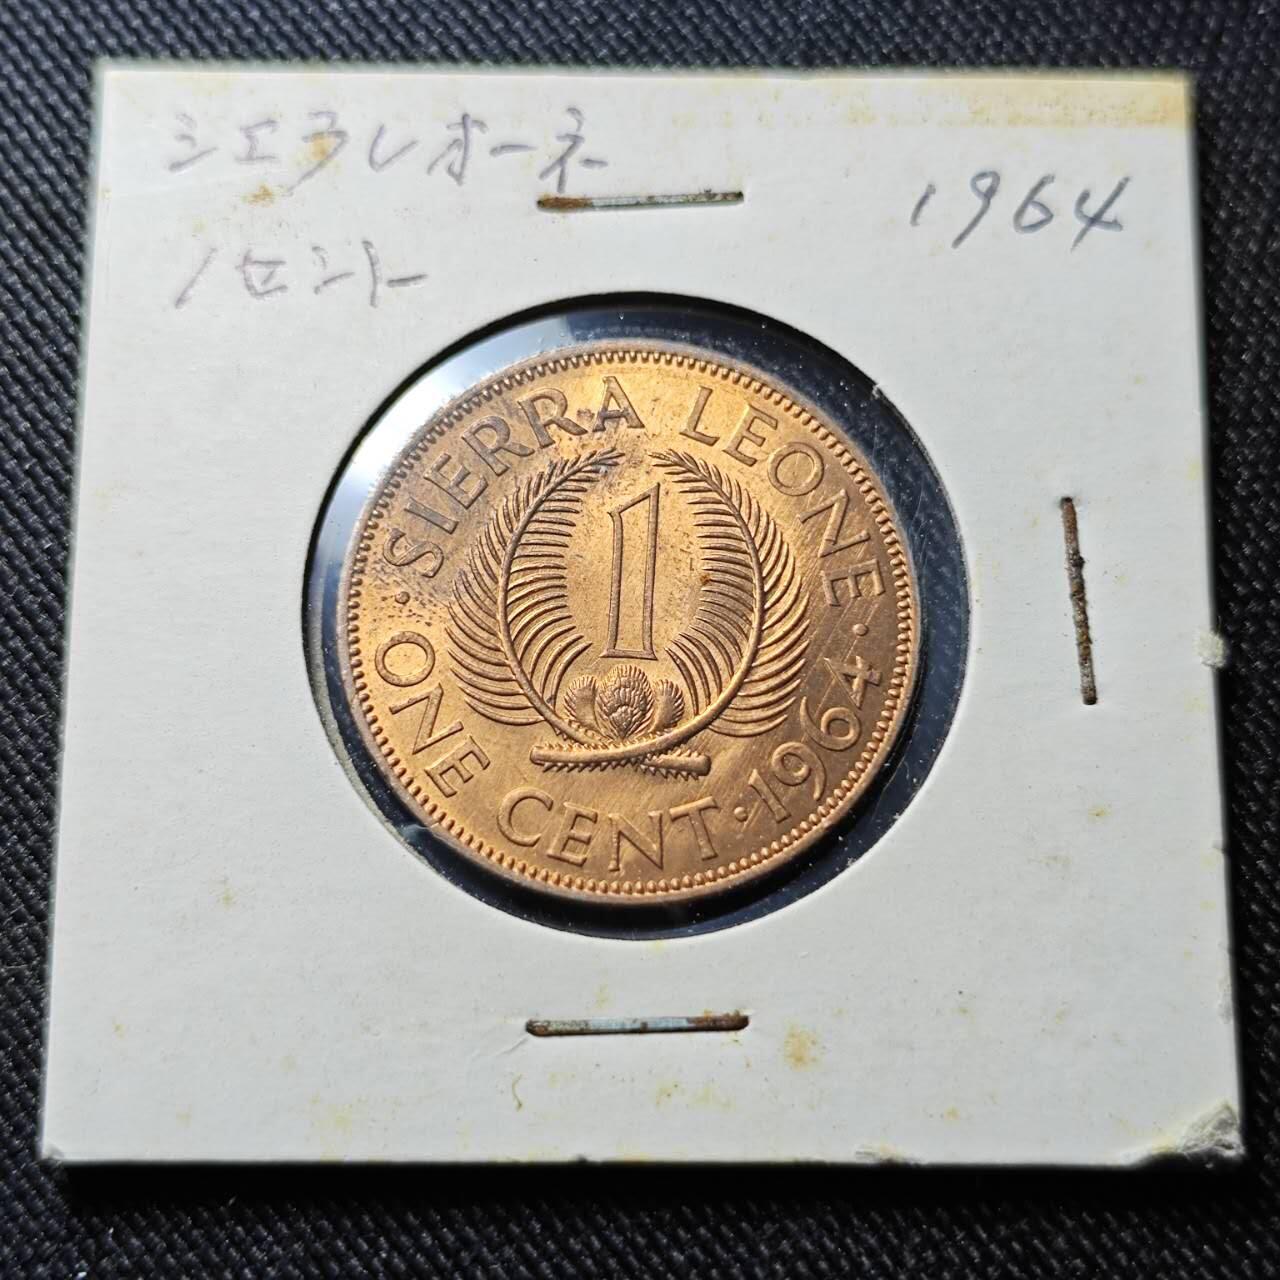 シエラレオーネ
1964
1セント
·SIERRA LEONE·
1
ONE CENT·1964